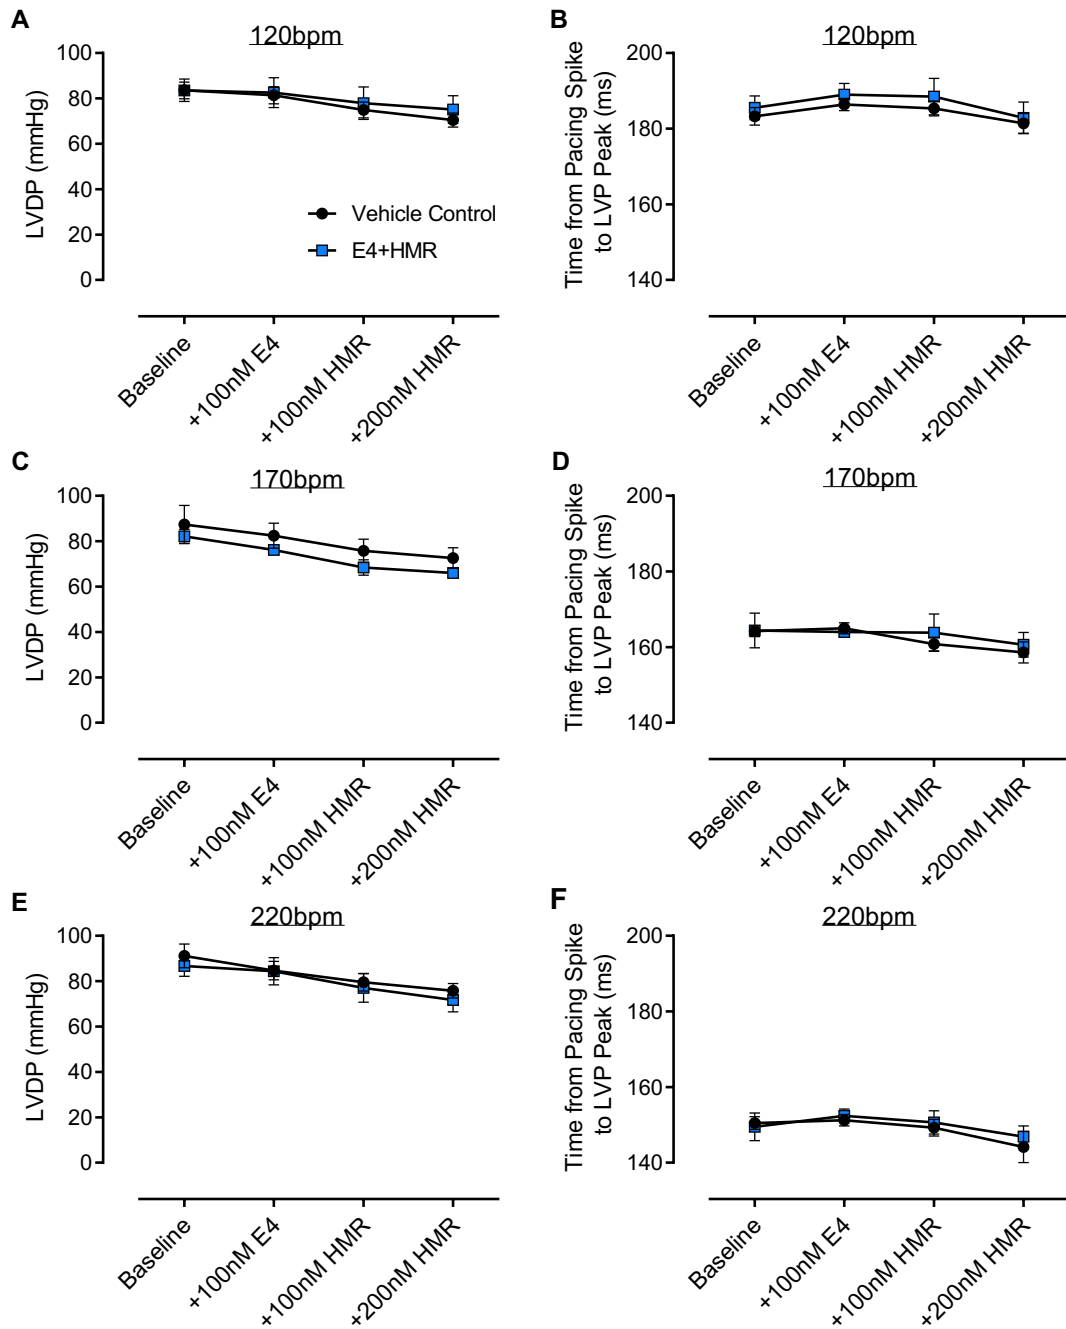 A
120bpm
LVDP (mmHg)
100
80
60
40
20
0
Vehicle Control
E4+HMR
Baseline
+100nM E4
+100nM HMR
+200nM HMR
B
120bpm
Time from Pacing Spike
to LVP Peak (ms)
200
180
160
140
Baseline
+100nM E4
+100nM HMR
+200nM HMR
C
170bpm
LVDP (mmHg)
100
80
60
40
20
0
Baseline
+100nM E4
+100nM HMR
+200nM HMR
D
170bpm
Time from Pacing Spike
to LVP Peak (ms)
200
180
160
140
Baseline
+100nM E4
+100nM HMR
+200nM HMR
E
220bpm
LVDP (mmHg)
100
80
60
40
20
0
Baseline
+100nM E4
+100nM HMR
+200nM HMR
F
220bpm
Time from Pacing Spike
to LVP Peak (ms)
200
180
160
140
Baseline
+100nM E4
+100nM HMR
+200nM HMR